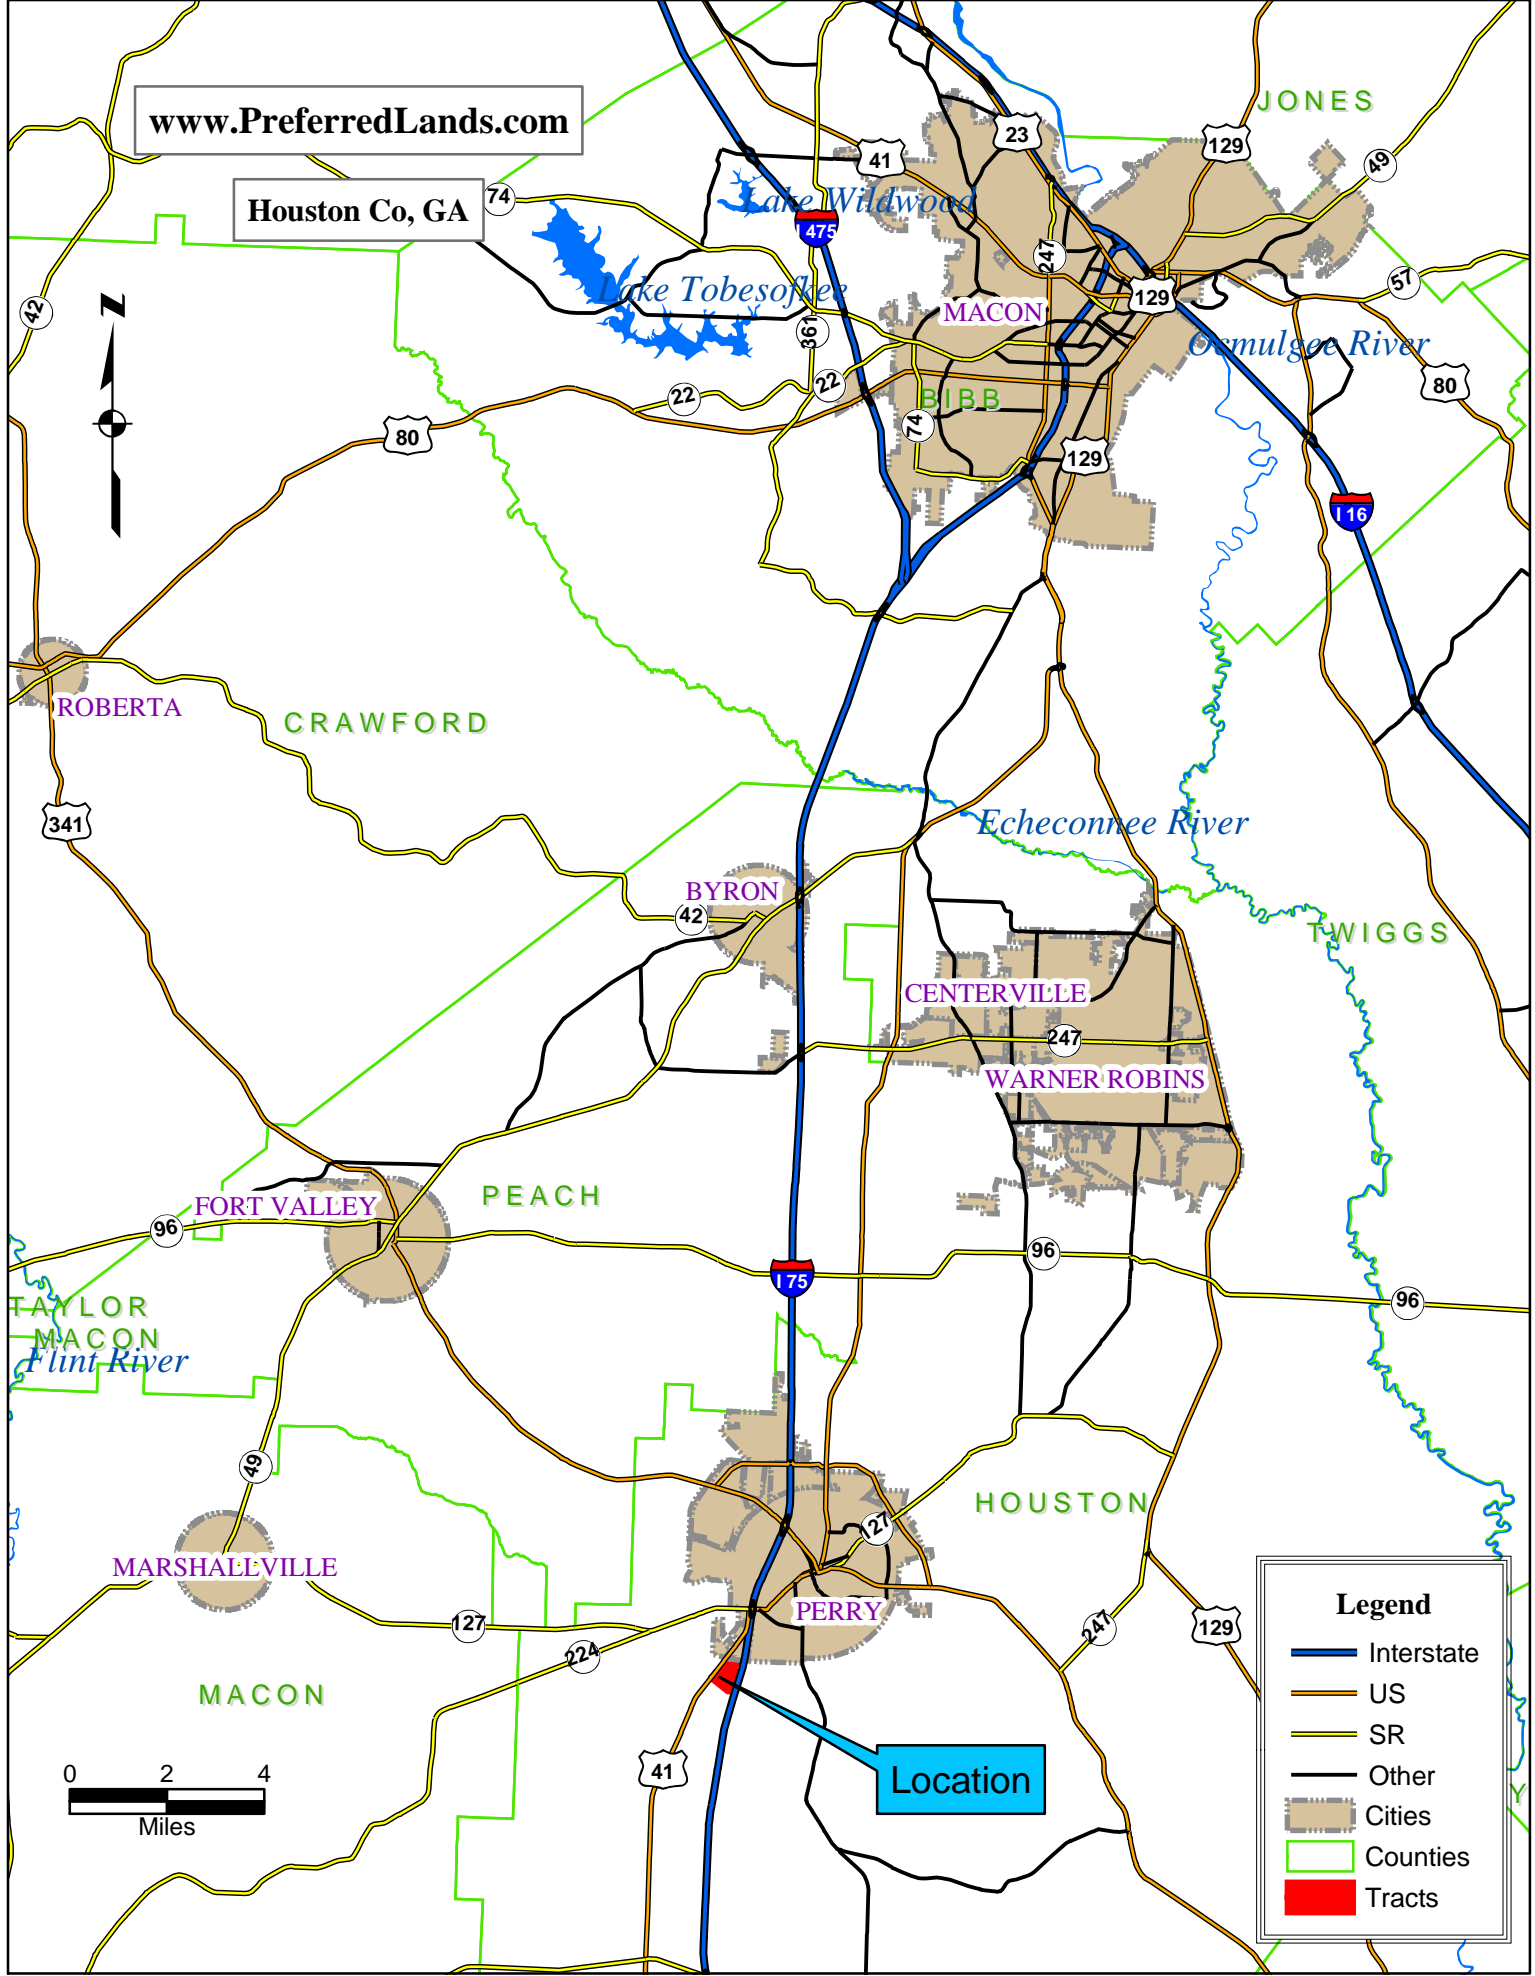 JONES
www.PreferredLands.com
23
129
41
49
74
Lake Wildwood
Houston Co, GA
I 475
247
57
Lake Tobesofkee
129
42
N
MACON
361
Ocmulgee River
22
22
80
BIBB
74
80
129
I 16
ROBERTA
CRAWFORD
341
Echeconnee River
BYRON
42
TWIGGS
CENTERVILLE
247
WARNER ROBINS
PEACH
FORT VALLEY
96
96
I 75
96
TAYLOR
MACON
Flint River
49
HOUSTON
127
MARSHALLVILLE
PERRY
127
247
129
224
MACON
41
Location
0 2 4
Miles
Legend
Interstate
US
SR
Other
Y
Cities
Counties
Tracts